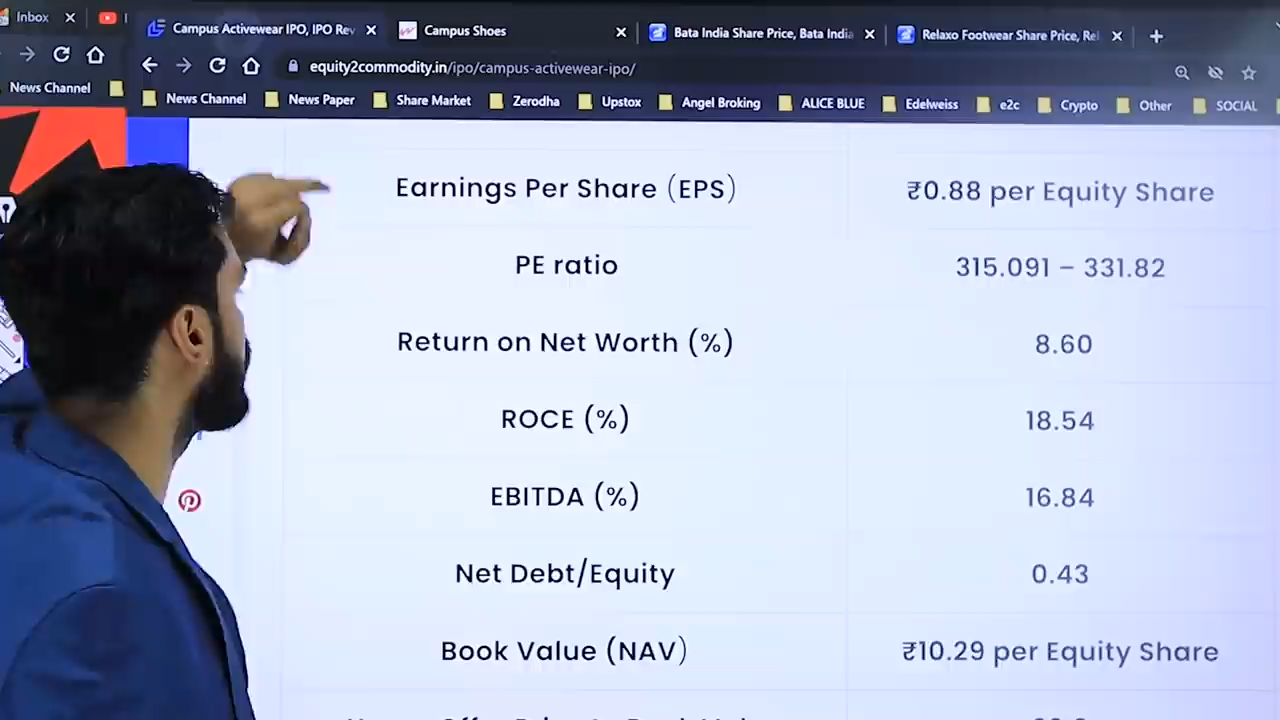 Inbox
Campus Activewear IPO, IPO Rev
Campus Shoes
Bata India Share Price, Bata India
Relaxo Footwear Share Price, Rel
equity2commodity.in/ipo/campus-activewear-ipo/
News Channel
News Channel
News Paper
Share Market
Zerodha
Upstox
Angel Broking
ALICE BLUE
Edelweiss
e2c
Crypto
Other
SOCIAL
Earnings Per Share (EPS) ₹0.88 per Equity Share
PE ratio 315.091 – 331.82
Return on Net Worth (%) 8.60
ROCE (%) 18.54
EBITDA (%) 16.84
Net Debt/Equity 0.43
Book Value (NAV) ₹10.29 per Equity Share